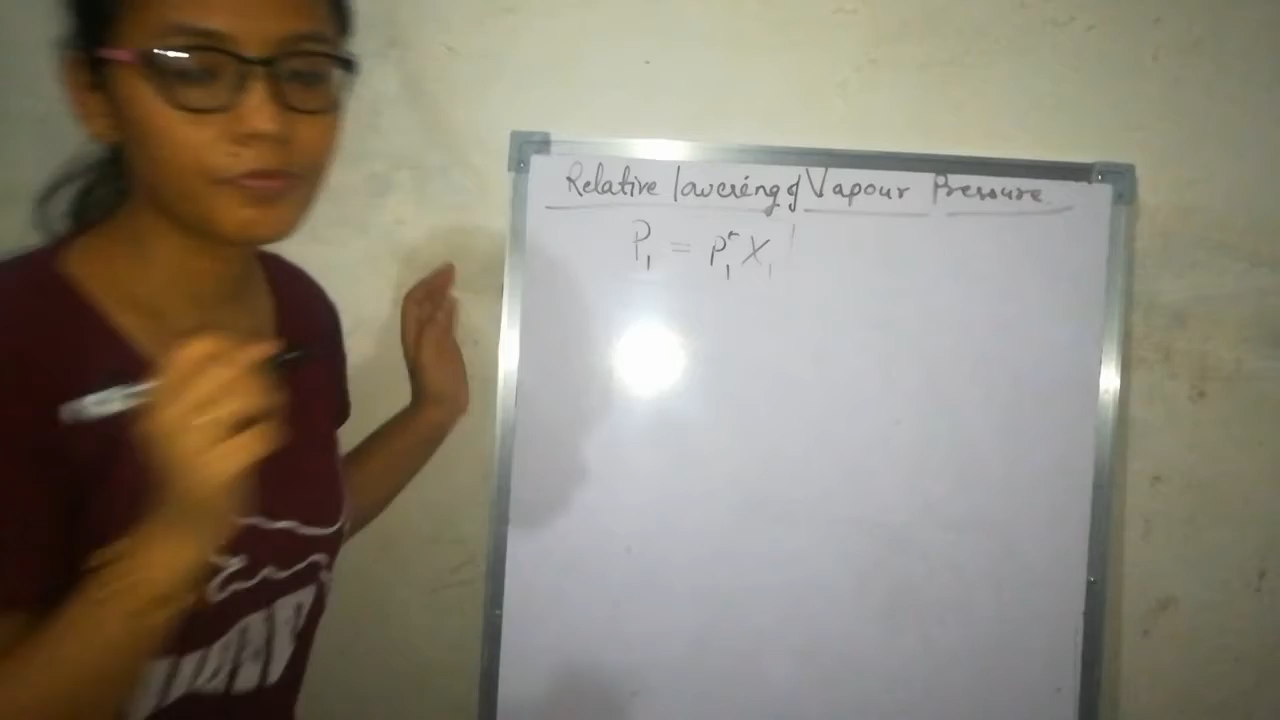 Relative lowering of Vapour Pressure
P₁ = P₁° X₁